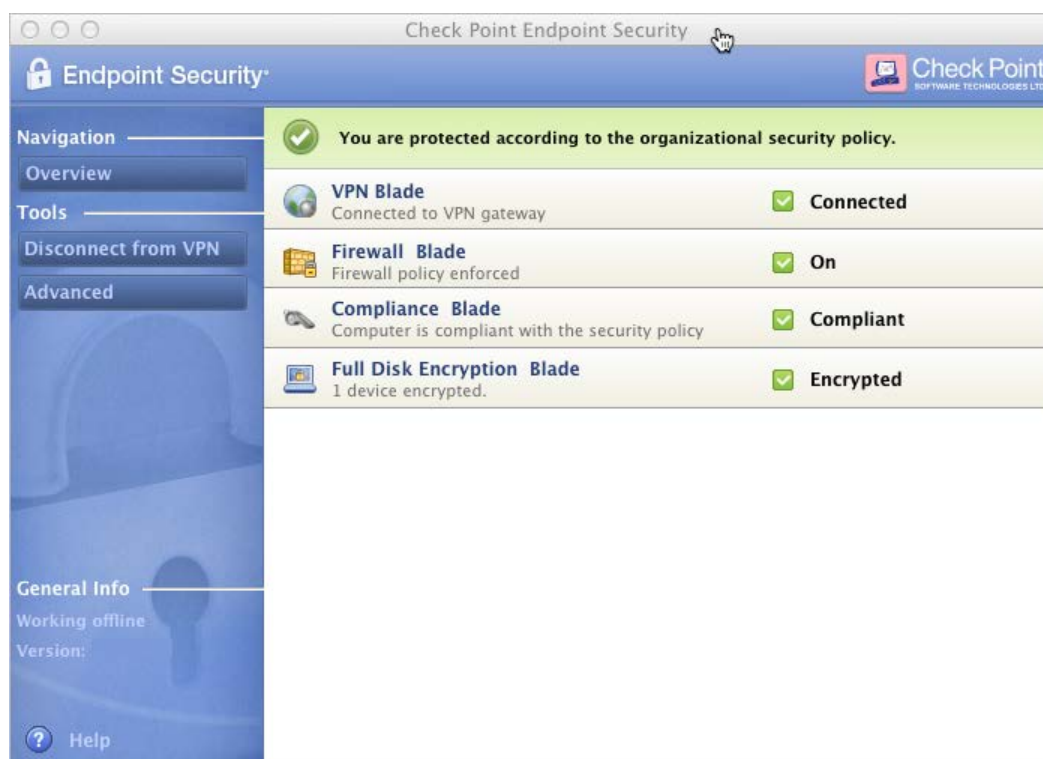 Check Point Endpoint Security
Endpoint Security
Check Point
SOFTWARE TECHNOLOGIES LTD
Navigation
Overview
Tools
Disconnect from VPN
Advanced
You are protected according to the organizational security policy.
VPN Blade
Connected to VPN gateway
Connected
Firewall Blade
Firewall policy enforced
On
Compliance Blade
Computer is compliant with the security policy
Compliant
Full Disk Encryption Blade
1 device encrypted.
Encrypted
General Info
Working offline
Version:
? Help